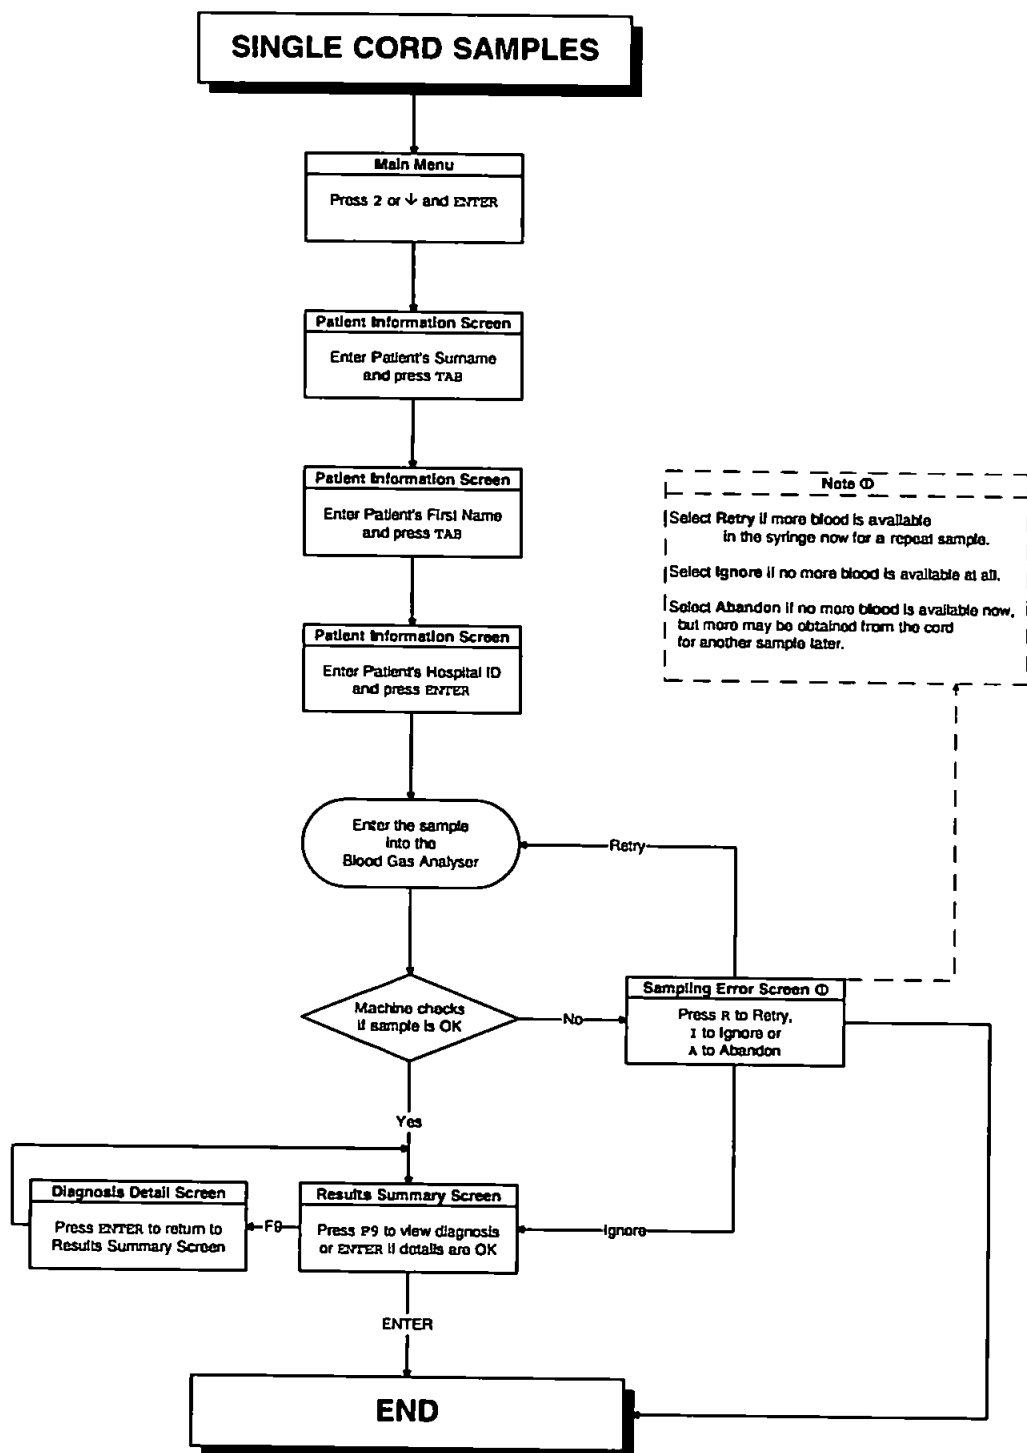 SINGLE CORD SAMPLES
Main Menu
Press 2 or ↓ and ENTER
Patient Information Screen
Enter Patient's Surname
and press TAB
Patient Information Screen
Enter Patient's First Name
and press TAB
Patient Information Screen
Enter Patient's Hospital ID
and press ENTER
Note ①
Select Retry if more blood is available
in the syringe now for a repeat sample.
Select Ignore if no more blood is available at all.
Select Abandon if no more blood is available now,
but more may be obtained from the cord
for another sample later.
Enter the sample
into the
Blood Gas Analyser
Retry
Machine checks
if sample is OK
No
Sampling Error Screen ①
Press R to Retry,
I to Ignore or
A to Abandon
Yes
Diagnosis Detail Screen
Press ENTER to return to
Results Summary Screen
F9
Results Summary Screen
Press F9 to view diagnosis
or ENTER if details are OK
Ignore
ENTER
END